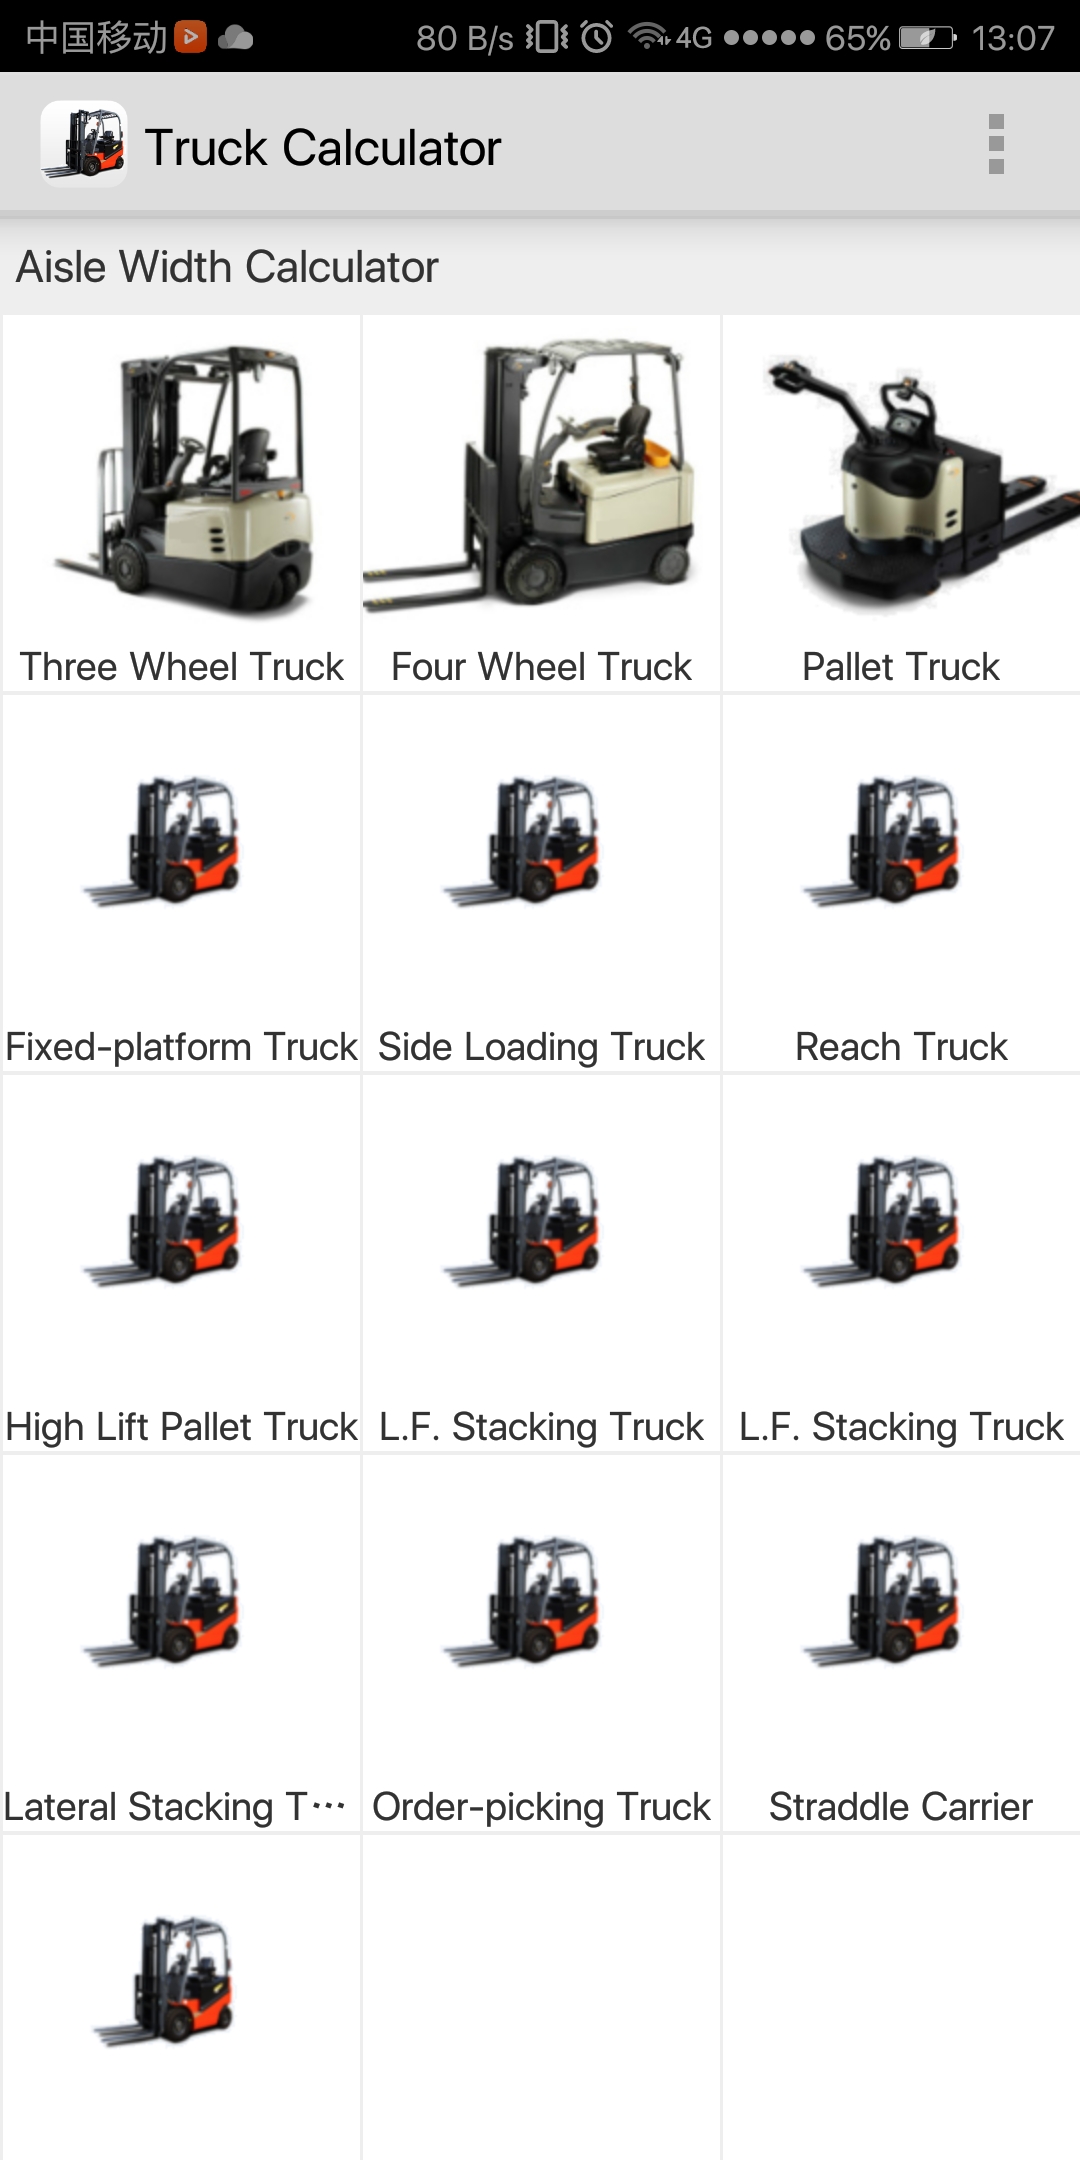 中国移动 80 B/s 4G 65% 13:07
Truck Calculator
Aisle Width Calculator
Three Wheel Truck
Four Wheel Truck
Pallet Truck
Fixed-platform Truck
Side Loading Truck
Reach Truck
High Lift Pallet Truck
L.F. Stacking Truck
L.F. Stacking Truck
Lateral Stacking T···
Order-picking Truck
Straddle Carrier